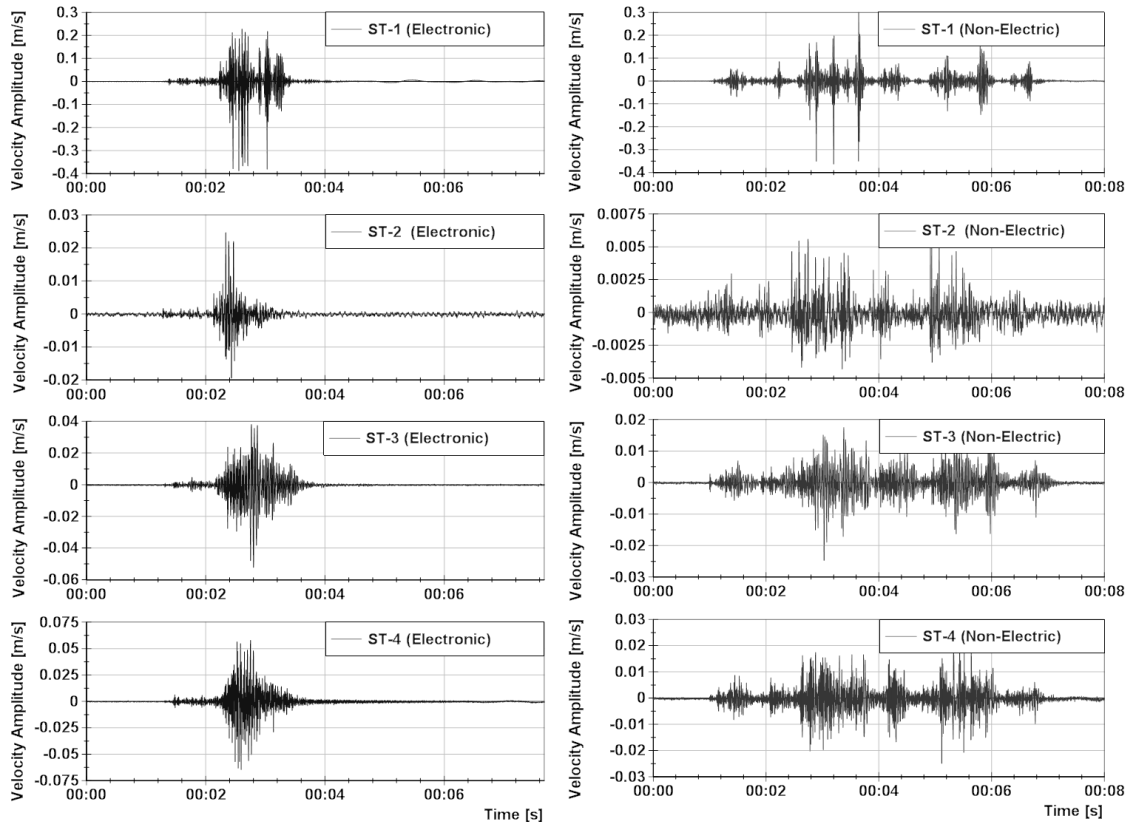 Velocity Amplitude [m/s]
0.3
0.2
0.1
0
-0.1
-0.2
-0.3
-0.4
ST-1 (Electronic)
00:00 00:02 00:04 00:06
Velocity Amplitude [m/s]
0.3
0.2
0.1
0
-0.1
-0.2
-0.3
-0.4
ST-1 (Non-Electric)
00:00 00:02 00:04 00:06 00:08
Velocity Amplitude [m/s]
0.03
0.02
0.01
0
-0.01
-0.02
ST-2 (Electronic)
00:00 00:02 00:04 00:06
Velocity Amplitude [m/s]
0.0075
0.005
0.0025
0
-0.0025
-0.005
ST-2 (Non-Electric)
00:00 00:02 00:04 00:06 00:08
Velocity Amplitude [m/s]
0.04
0.02
0
-0.02
-0.04
-0.06
ST-3 (Electronic)
00:00 00:02 00:04 00:06
Velocity Amplitude [m/s]
0.02
0.01
0
-0.01
-0.02
-0.03
ST-3 (Non-Electric)
00:00 00:02 00:04 00:06 00:08
Velocity Amplitude [m/s]
0.075
0.05
0.025
0
-0.025
-0.05
-0.075
ST-4 (Electronic)
00:00 00:02 00:04 00:06
Time [s]
Velocity Amplitude [m/s]
0.03
0.02
0.01
0
-0.01
-0.02
-0.03
ST-4 (Non-Electric)
00:00 00:02 00:04 00:06 00:08
Time [s]